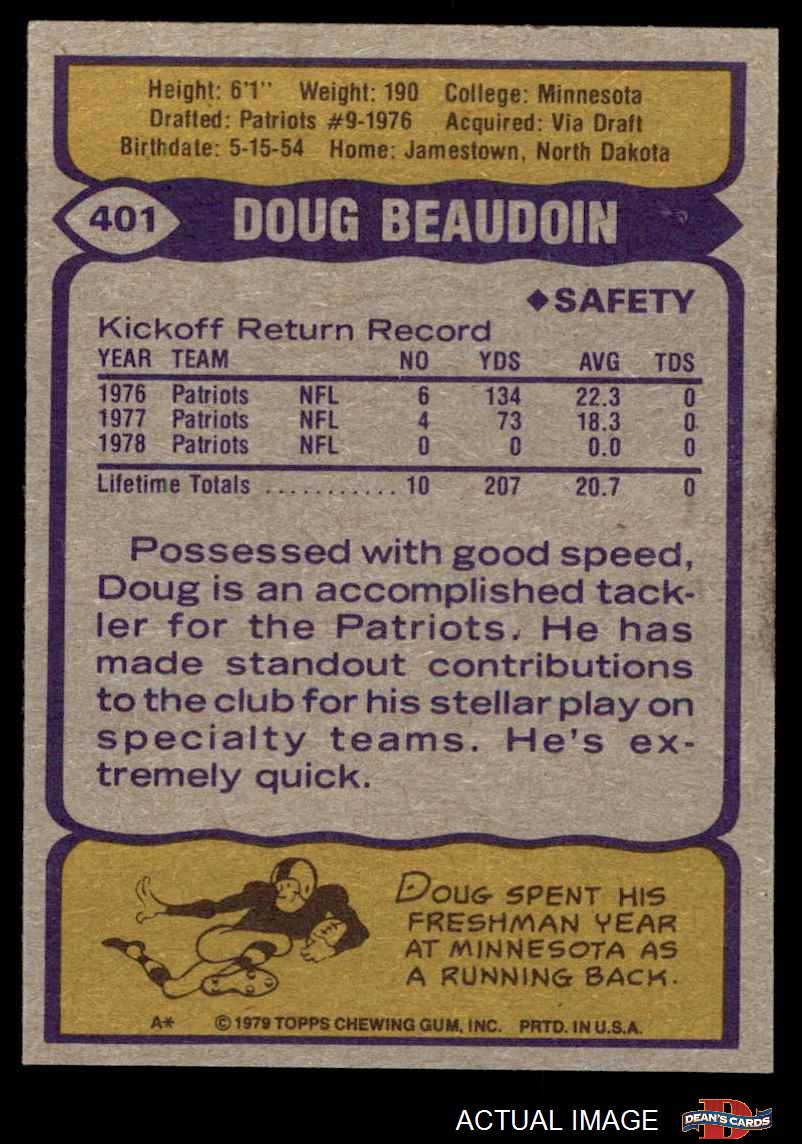 Height: 6'1" Weight: 190 College: Minnesota
Drafted: Patriots #9-1976 Acquired: Via Draft
Birthdate: 5-15-54 Home: Jamestown, North Dakota
401 DOUG BEAUDOIN
◆SAFETY
Kickoff Return Record
YEAR TEAM NO YDS AVG TDS
1976 Patriots NFL 6 134 22.3 0
1977 Patriots NFL 4 73 18.3 0
1978 Patriots NFL 0 0 0.0 0
Lifetime Totals ........... 10 207 20.7 0
Possessed with good speed,
Doug is an accomplished tack-
ler for the Patriots. He has
made standout contributions
to the club for his stellar play on
specialty teams. He's ex-
tremely quick.
DOUG SPENT HIS
FRESHMAN YEAR
AT MINNESOTA AS
A RUNNING BACK.
A* © 1979 TOPPS CHEWING GUM, INC. PRTD. IN U.S.A.
ACTUAL IMAGE
D
DEAN'S CARDS